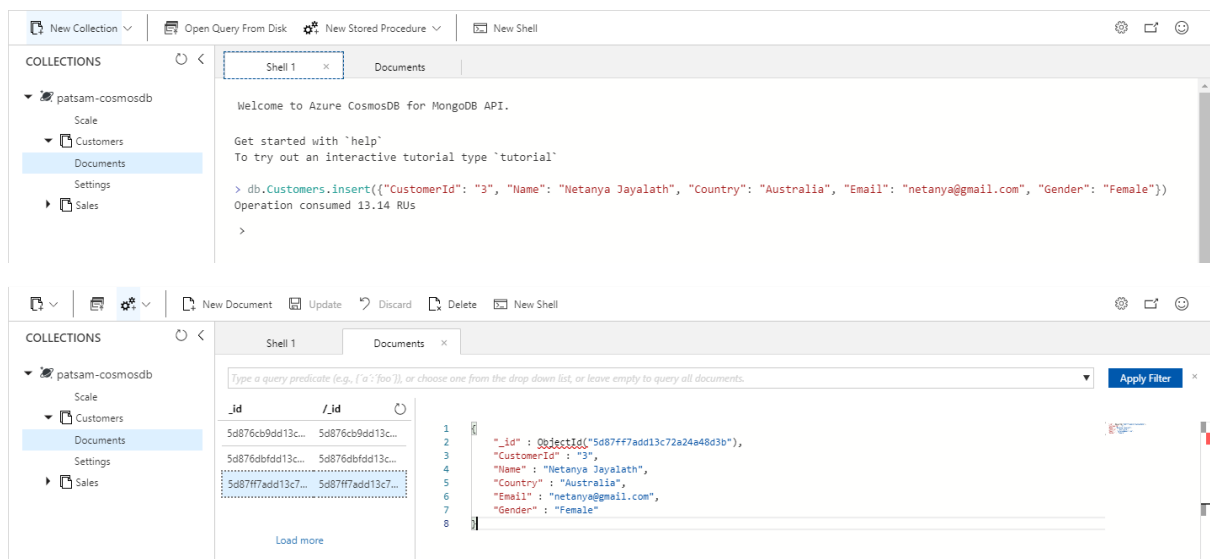 New Collection Open Query From Disk New Stored Procedure New Shell
COLLECTIONS
Shell 1 × Documents
patsam-cosmosdb
Scale
Customers
Documents
Settings
Sales
Welcome to Azure CosmosDB for MongoDB API.
Get started with `help`
To try out an interactive tutorial type `tutorial`
> db.Customers.insert({"CustomerId": "3", "Name": "Netanya Jayalath", "Country": "Australia", "Email": "netanya@gmail.com", "Gender": "Female"})
Operation consumed 13.14 RUs
>
New Document Update Discard Delete New Shell
COLLECTIONS
Shell 1 Documents ×
patsam-cosmosdb
Scale
Customers
Documents
Settings
Sales
Type a query predicate (e.g., {´a´:´foo´}), or choose one from the drop down list, or leave empty to query all documents. Apply Filter ×
_id /_id
5d876cb9dd13c... 5d876cb9dd13c...
5d876dbfdd13c... 5d876dbfdd13c...
5d87ff7add13c7... 5d87ff7add13c7...
Load more
1 {
2 "_id" : ObjectId("5d87ff7add13c72a24a48d3b"),
3 "CustomerId" : "3",
4 "Name" : "Netanya Jayalath",
5 "Country" : "Australia",
6 "Email" : "netanya@gmail.com",
7 "Gender" : "Female"
8 }